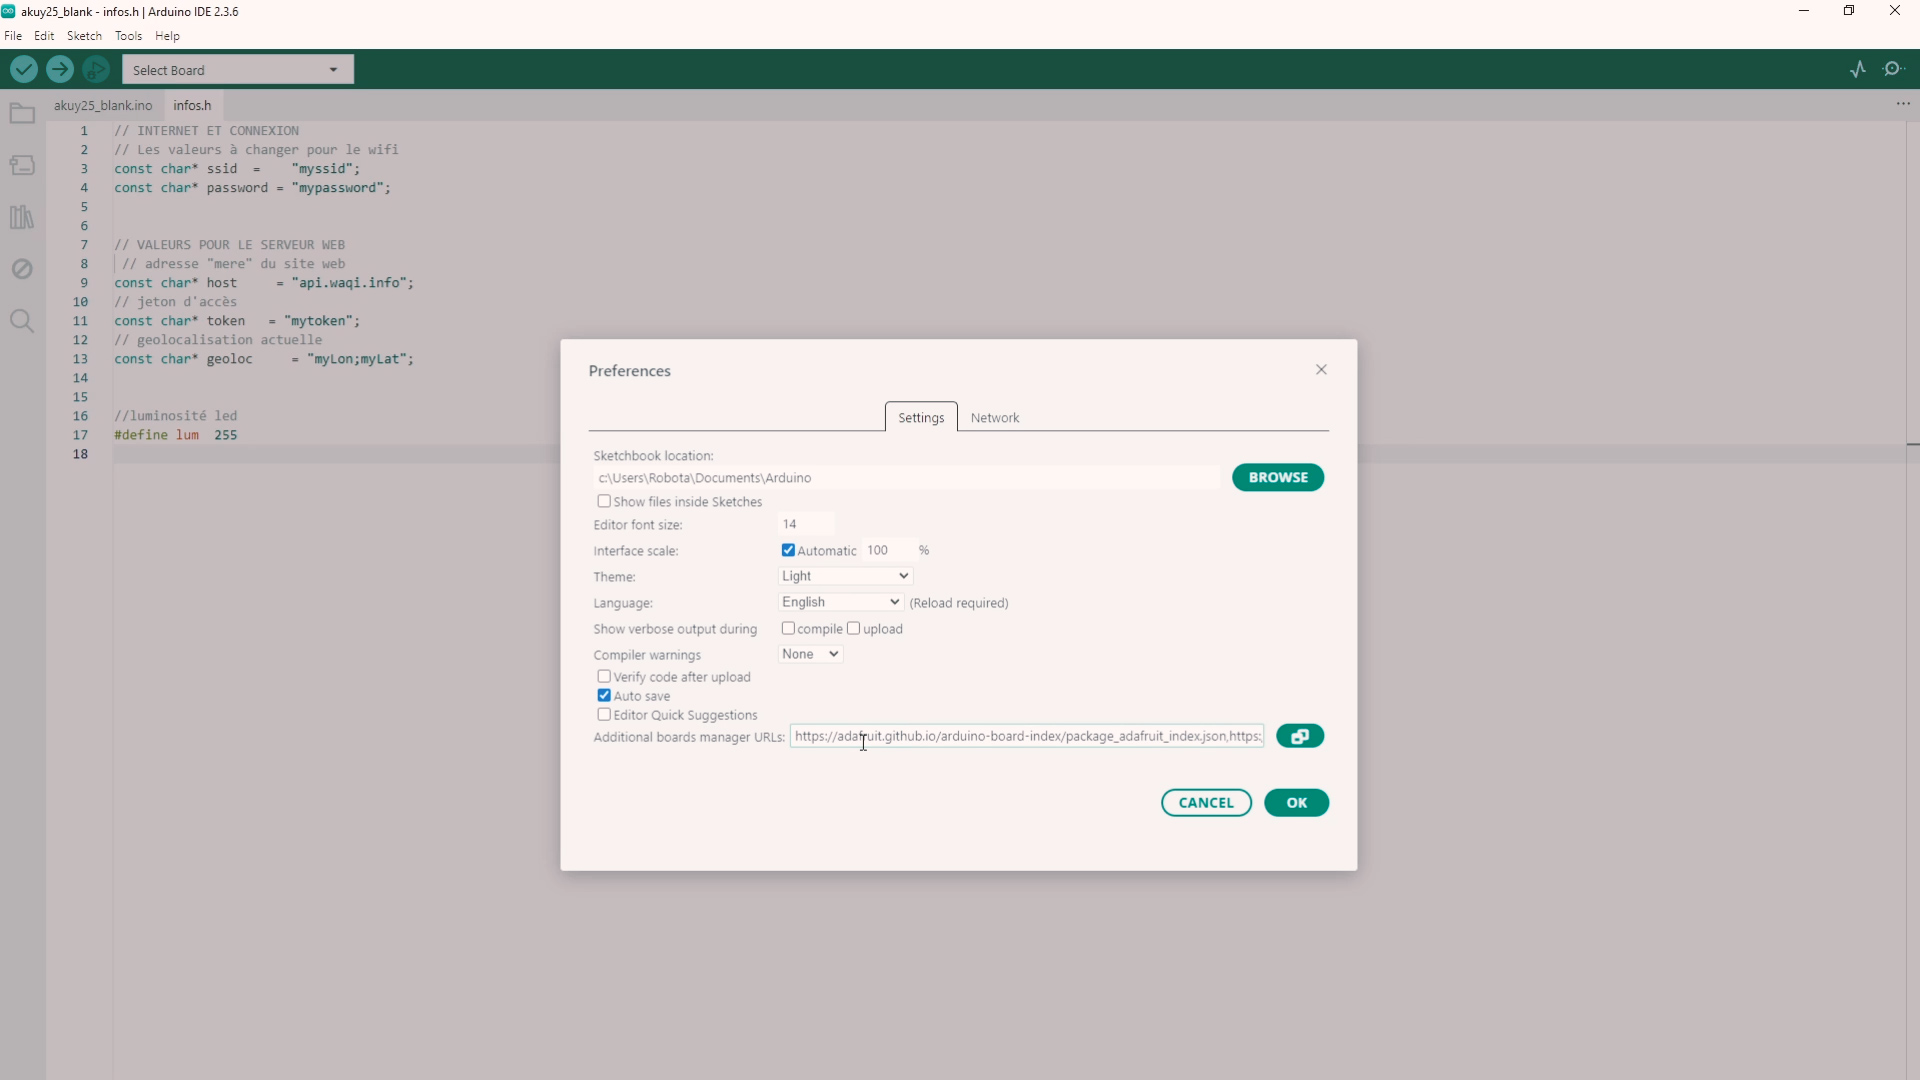 akuy25_blank - infos.h | Arduino IDE 2.3.6
File Edit Sketch Tools Help
Select Board
akuy25_blank.ino infos.h
1 // INTERNET ET CONNEXION
2 // Les valeurs à changer pour le wifi
3 const char* ssid = "myssid";
4 const char* password = "mypassword";
5
6
7 // VALEURS POUR LE SERVEUR WEB
8 // adresse "mere" du site web
9 const char* host = "api.waqi.info";
10 // jeton d'accès
11 const char* token = "mytoken";
12 // geolocalisation actuelle
13 const char* geoloc = "myLon;myLat";
14
15
16 //luminosité led
17 #define lum 255
18
Preferences
Settings Network
Sketchbook location:
c:\Users\Robota\Documents\Arduino BROWSE
Show files inside Sketches
Editor font size: 14
Interface scale: Automatic 100 %
Theme: Light
Language: English (Reload required)
Show verbose output during compile upload
Compiler warnings None
Verify code after upload
Auto save
Editor Quick Suggestions
Additional boards manager URLs: https://adafruit.github.io/arduino-board-index/package_adafruit_index.json,https:
CANCEL OK